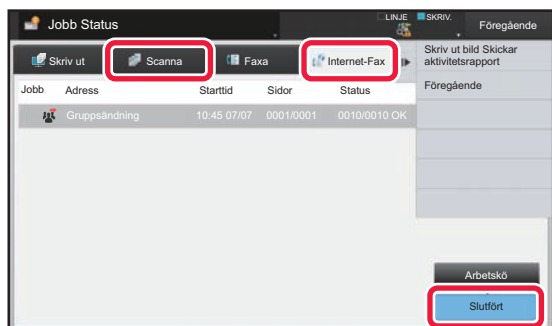 Jobb Status
LINJE
SKRIV.
Föregående
Skriv ut
Scanna
Faxa
Internet-Fax
Skriv ut bild Skickar
aktivitetsrapport
Föregående
Jobb Adress Starttid Sidor Status
Gruppsändning 10:45 07/07 0001/0001 0010/0010 OK
Arbetskö
Slutfört